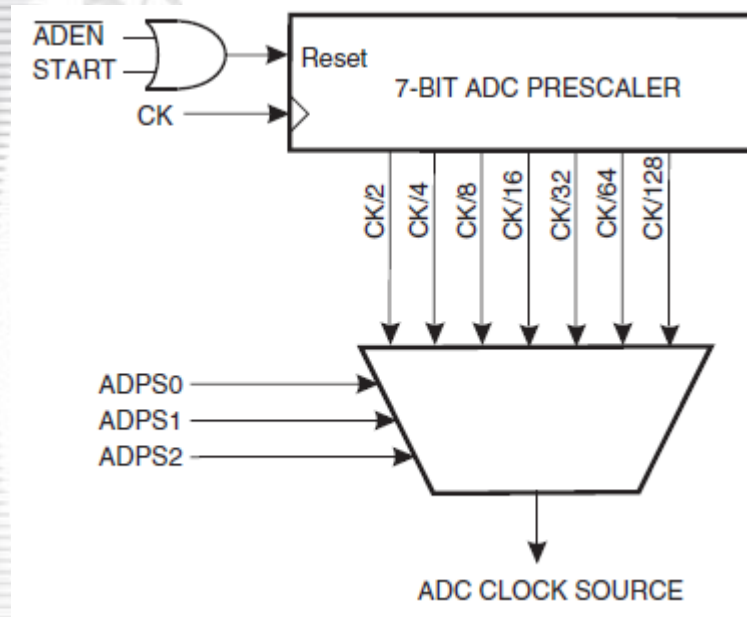 A̅D̅E̅N̅
START
Reset
7-BIT ADC PRESCALER
CK
CK/2
CK/4
CK/8
CK/16
CK/32
CK/64
CK/128
ADPS0
ADPS1
ADPS2
ADC CLOCK SOURCE